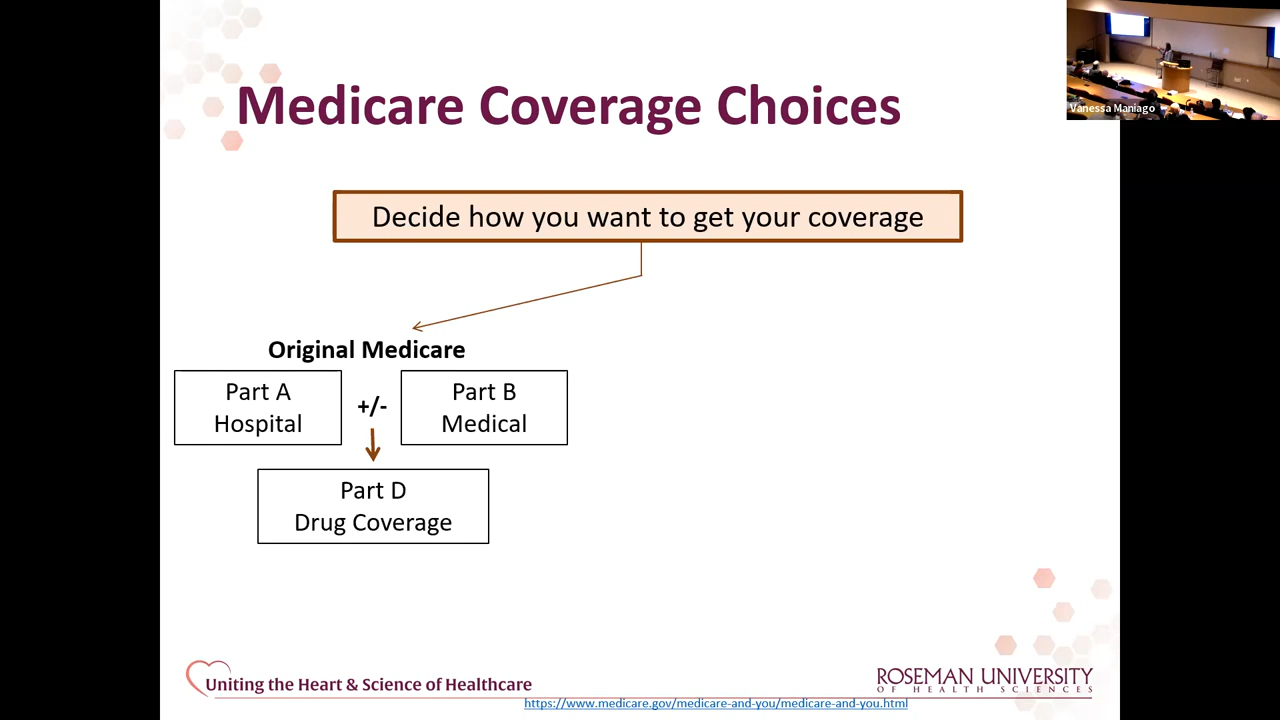 Medicare Coverage Choices
Vanessa Maniago
Decide how you want to get your coverage
Original Medicare
Part A
Hospital
+/-
Part B
Medical
Part D
Drug Coverage
Uniting the Heart & Science of Healthcare
ROSEMAN UNIVERSITY
OF HEALTH SCIENCES
https://www.medicare.gov/medicare-and-you/medicare-and-you.html